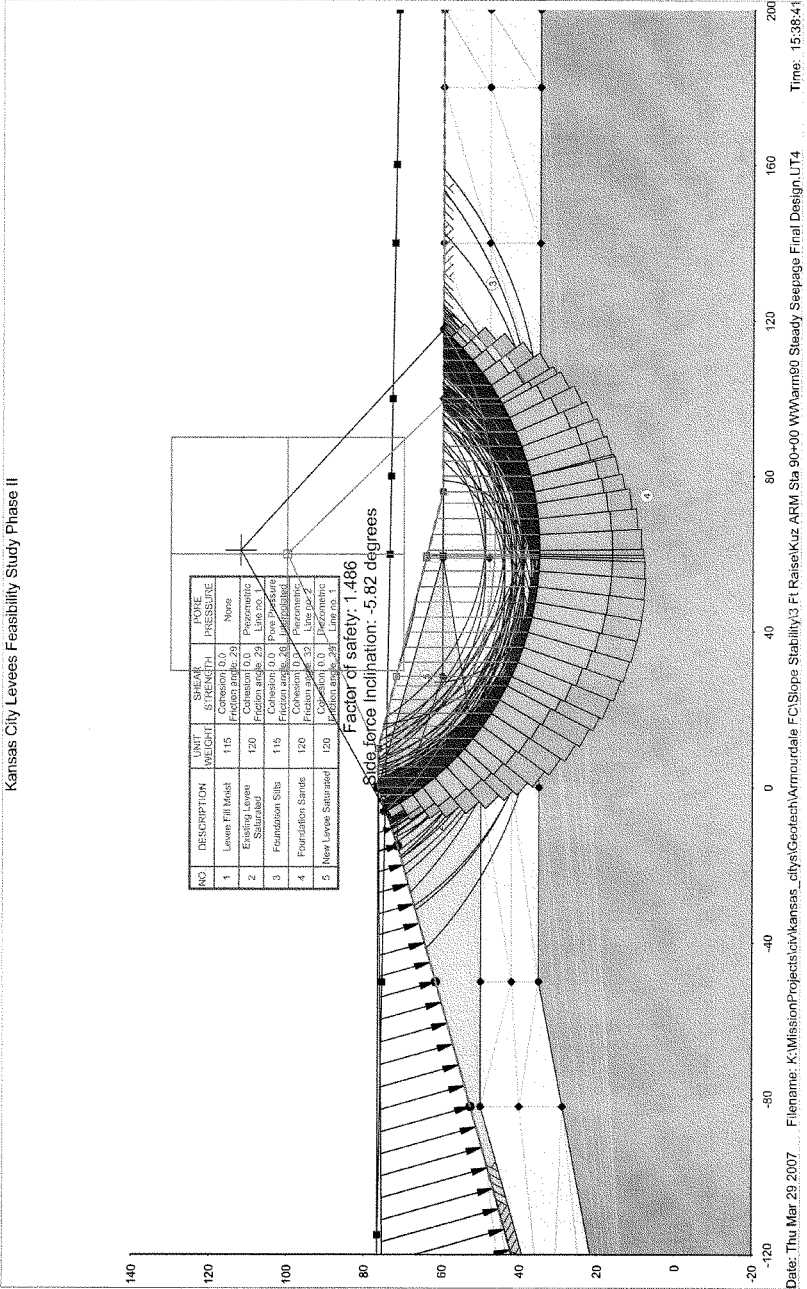 Kansas City Levees Feasibility Study Phase II
NO. DESCRIPTION UNIT WEIGHT SHEAR STRENGTH PORE PRESSURE
1 Levee Fill Moist 115 Cohesion: 0.0 Friction angle: 29 None
2 Existing Levee Saturated 120 Cohesion: 0.0 Friction angle: 29 Piezometric Line no. 1
3 Foundation Silts 115 Cohesion: 0.0 Friction angle: 26 Pore Pressure Interpolated
4 Foundation Sands 120 Cohesion: 0.0 Friction angle: 32 Piezometric Line no. 2
5 New Levee Saturated 120 Cohesion: 0.0 Friction angle: 29 Piezometric Line no. 1
Factor of safety: 1.486
Side force Inclination: -5.82 degrees
140
120
100
80
60
40
20
0
-20
5
3
4
-120 -80 -40 0 40 80 120 160 200
Date: Thu Mar 29 2007 Filename: K:\MissionProjects\civ\kansas_citys\Geotech\Armourdale FC\Slope Stability\3 Ft Raise\Kuz ARM Sta 90+00 WW\arm90 Steady Seepage Final Design.UT4 Time: 15:38:41